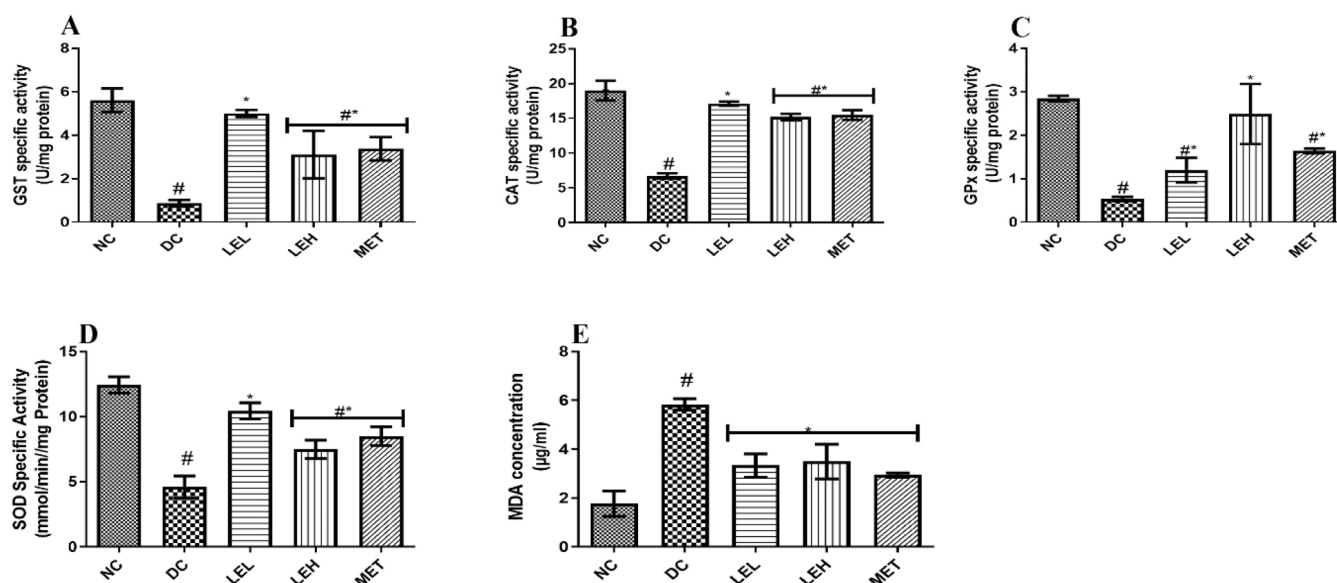 A
GST specific activity
(U/mg protein)
8
6
4
2
0
#
*
#*
NC
DC
LEL
LEH
MET
B
CAT specific activity
(U/mg protein)
25
20
15
10
5
0
#
*
#*
NC
DC
LEL
LEH
MET
C
GPx specific activity
(U/mg protein)
4
3
2
1
0
#
#*
*
#*
NC
DC
LEL
LEH
MET
D
SOD Specific Activity
(mmol/min//mg Protein)
15
10
5
0
#
*
#*
NC
DC
LEL
LEH
MET
E
MDA concentration
(µg/ml)
8
6
4
2
0
#
*
NC
DC
LEL
LEH
MET